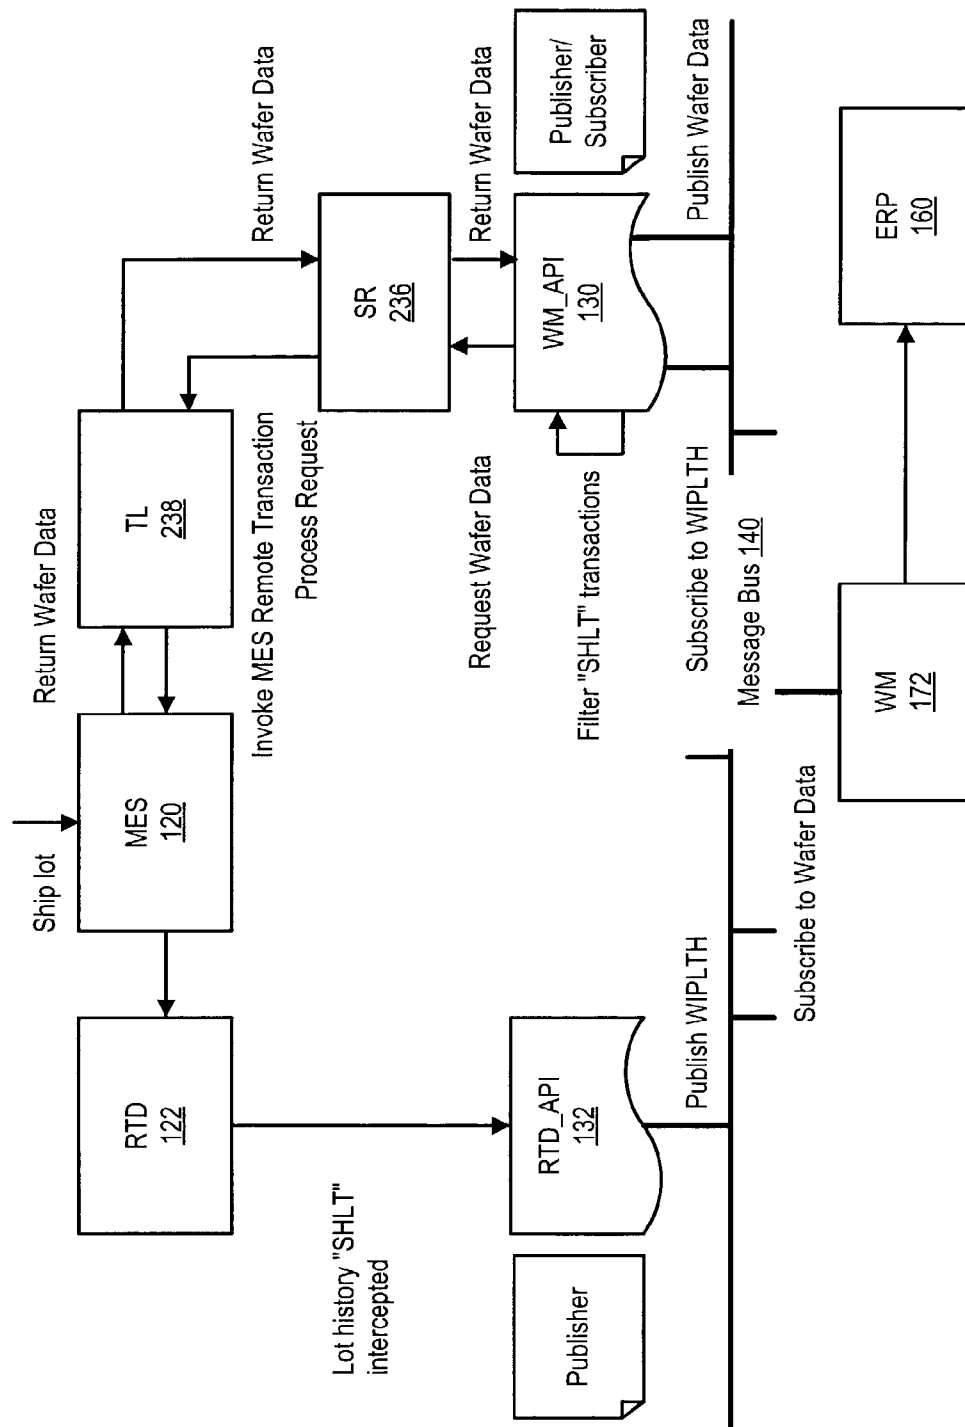 Ship lot
RTD
122
MES
120
Return Wafer Data
TL
238
Return Wafer Data
Invoke MES Remote Transaction
Process Request
SR
236
Lot history "SHLT"
intercepted
Request Wafer Data
Return Wafer Data
Publisher
RTD_API
132
Filter "SHLT" transactions
WM_API
130
Publisher/
Subscriber
Publish WIPLTH
Subscribe to WIPLTH
Publish Wafer Data
Message Bus 140
Subscribe to Wafer Data
WM
172
ERP
160